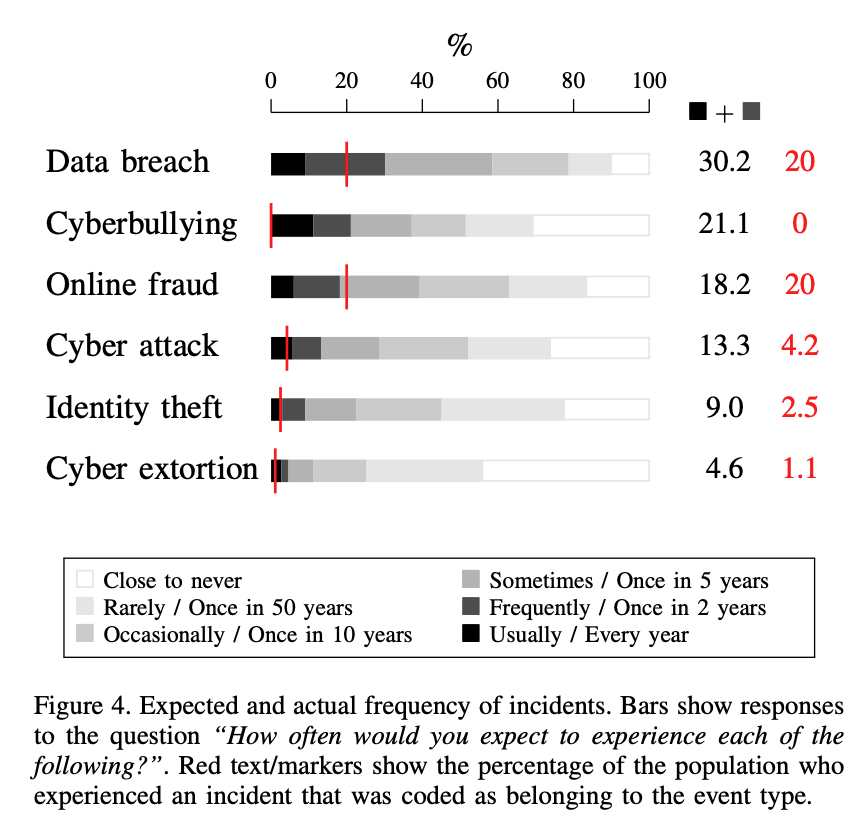 %
0 20 40 60 80 100
+
Data breach 30.2 20
Cyberbullying 21.1 0
Online fraud 18.2 20
Cyber attack 13.3 4.2
Identity theft 9.0 2.5
Cyber extortion 4.6 1.1
Close to never Sometimes / Once in 5 years
Rarely / Once in 50 years Frequently / Once in 2 years
Occasionally / Once in 10 years Usually / Every year
Figure 4. Expected and actual frequency of incidents. Bars show responses
to the question “How often would you expect to experience each of the
following?”. Red text/markers show the percentage of the population who
experienced an incident that was coded as belonging to the event type.